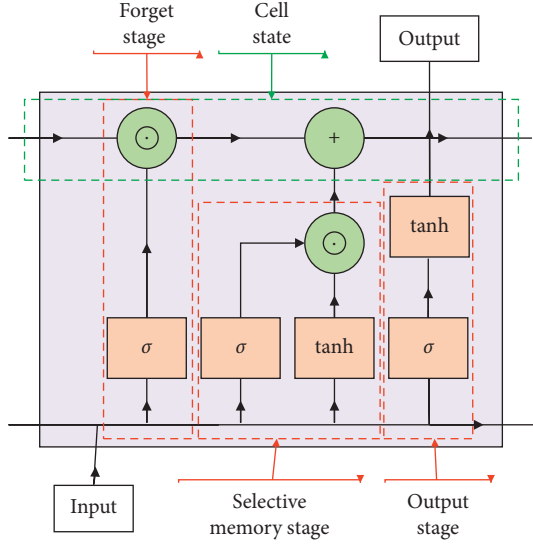 Forget
stage
Cell
state
Output
+
tanh
σ
σ
tanh
σ
Input
Selective
memory stage
Output
stage